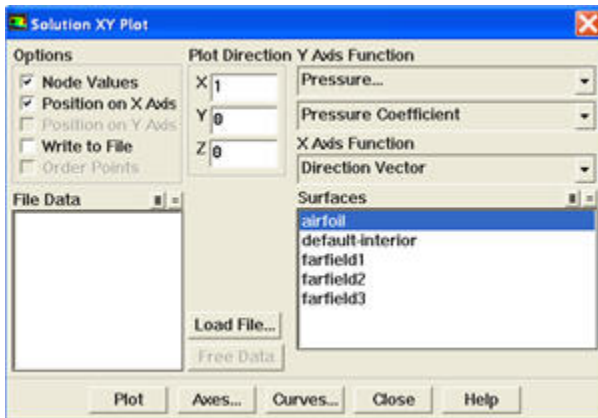 Solution XY Plot
Options
Node Values
Position on X Axis
Position on Y Axis
Write to File
Order Points
Plot Direction
X 1
Y 0
Z 0
Y Axis Function
Pressure...
Pressure Coefficient
X Axis Function
Direction Vector
File Data
Surfaces
airfoil
default-interior
farfield1
farfield2
farfield3
Load File...
Free Data
Plot
Axes...
Curves...
Close
Help